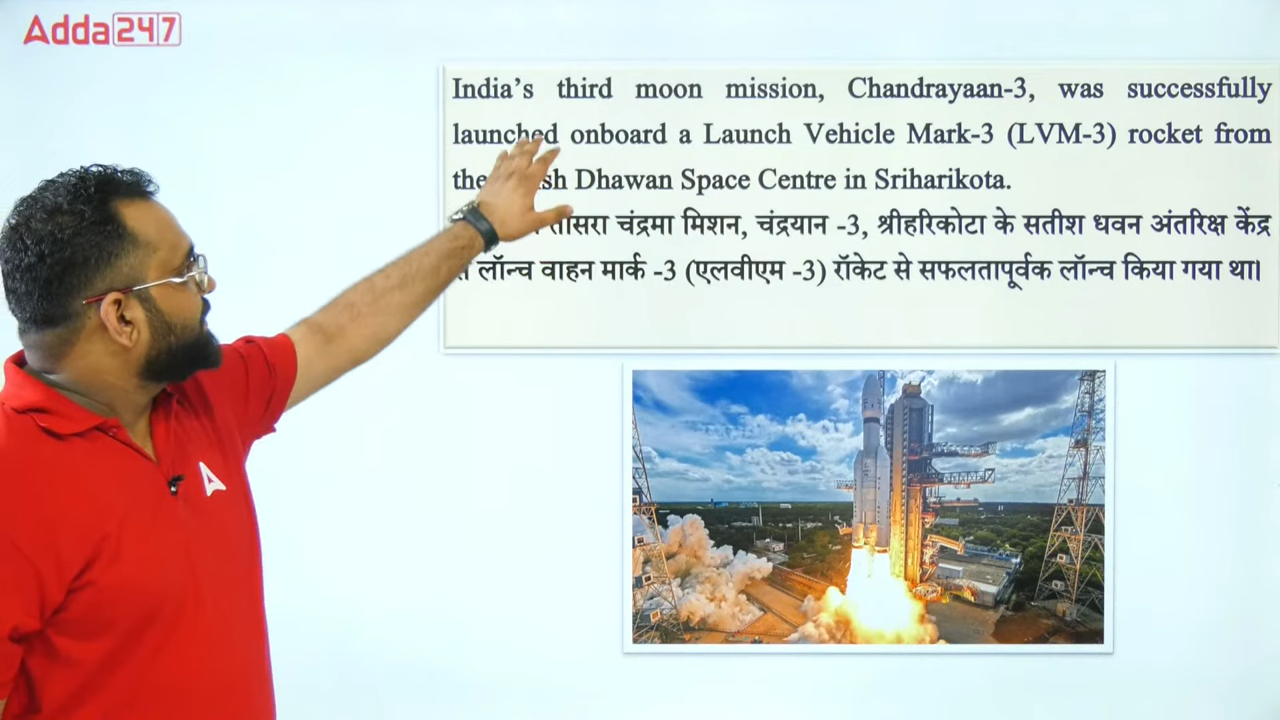 Adda247
India's third moon mission, Chandrayaan-3, was successfully
launched onboard a Launch Vehicle Mark-3 (LVM-3) rocket from
the Dhawan Space Centre in Sriharikota.
तीसरा चंद्रमा मिशन, चंद्रयान -3, श्रीहरिकोटा के सतीश धवन अंतरिक्ष केंद्र
लॉन्च वाहन मार्क -3 (एलवीएम -3) रॉकेट से सफलतापूर्वक लॉन्च किया गया था।